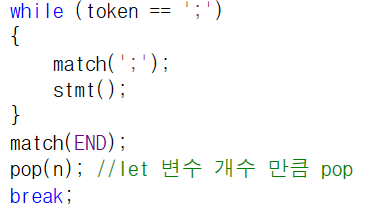 while (token == ';')
{
    match(';');
    stmt();
}
match(END);
pop(n); //let 변수 개수 만큼 pop
break;